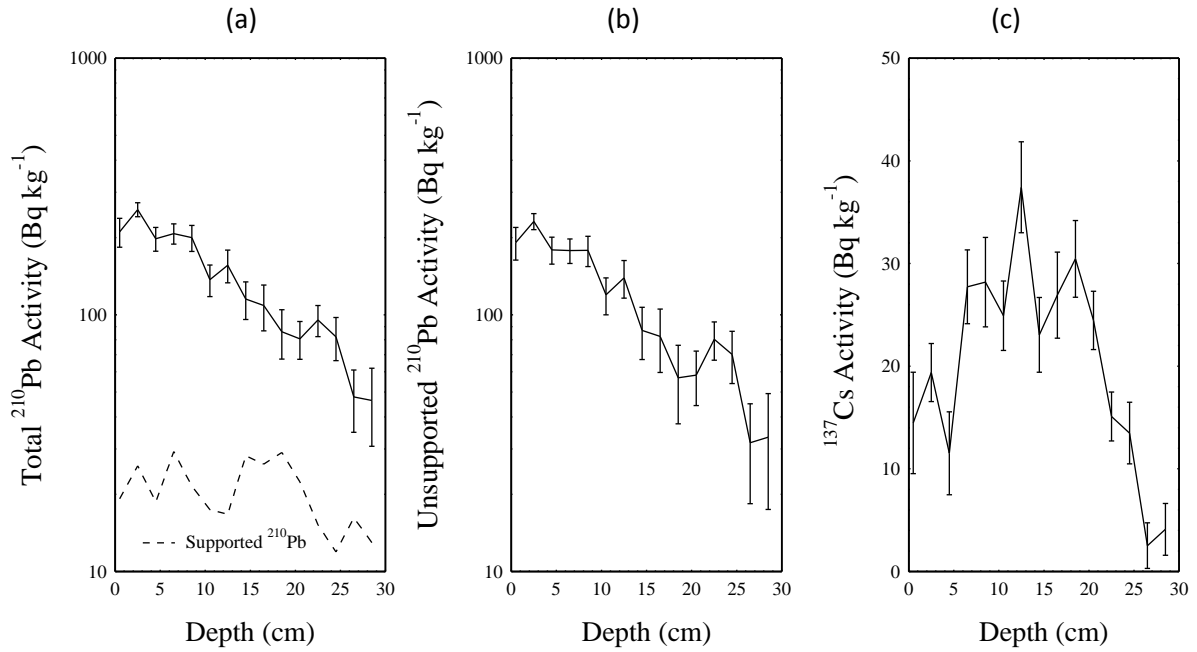 (a)
(b)
(c)
Total ²¹⁰Pb Activity (Bq kg⁻¹)
1000
100
10
0 5 10 15 20 25 30
Depth (cm)
Supported ²¹⁰Pb
Unsupported ²¹⁰Pb Activity (Bq kg⁻¹)
1000
100
10
0 5 10 15 20 25 30
Depth (cm)
¹³⁷Cs Activity (Bq kg⁻¹)
50
40
30
20
10
0
0 5 10 15 20 25 30
Depth (cm)